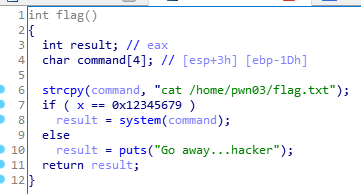 1 int flag()
2 {
3 int result; // eax
4 char command[4]; // [esp+3h] [ebp-1Dh]
5
6 strcpy(command, "cat /home/pwn03/flag.txt");
7 if ( x == 0x12345679 )
8 result = system(command);
9 else
10 result = puts("Go away...hacker");
11 return result;
12 }